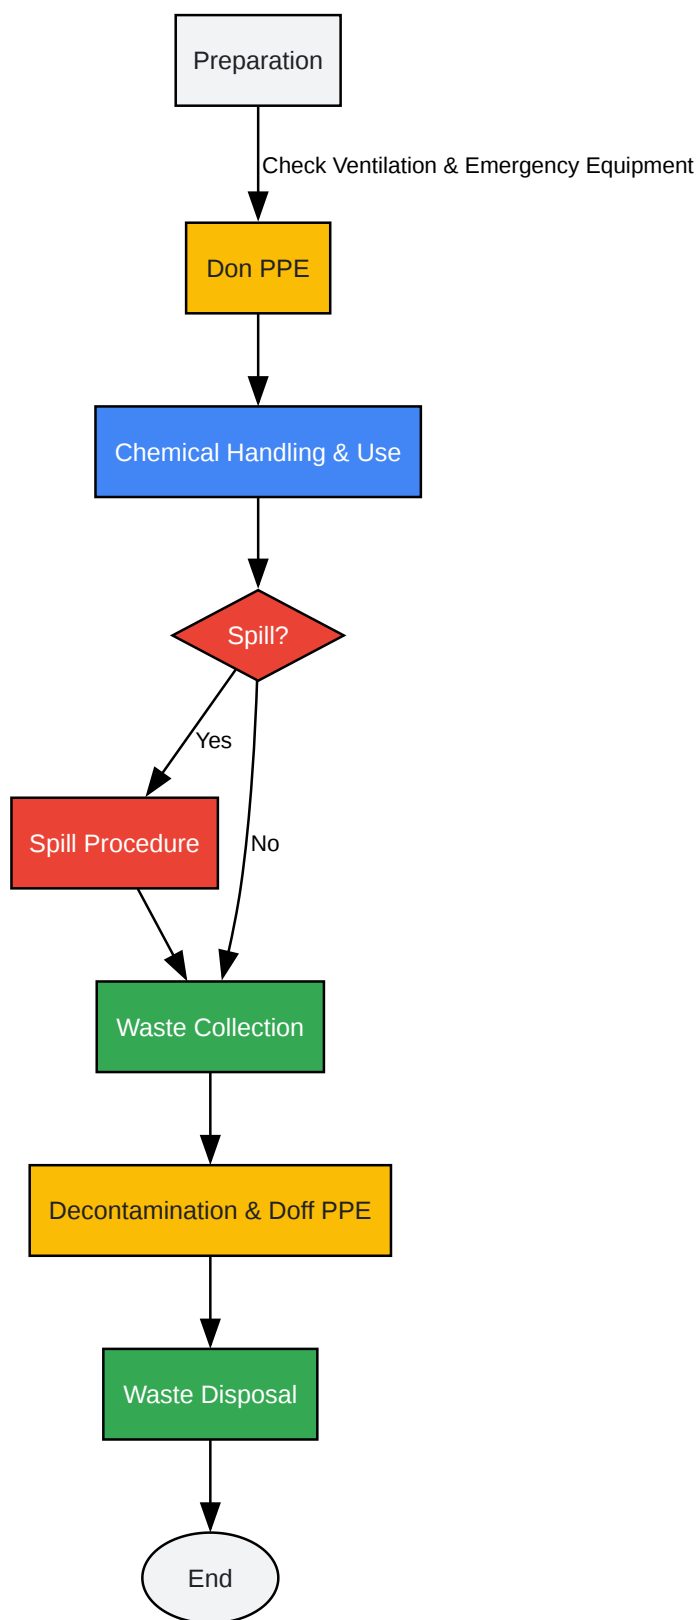 Preparation
Check Ventilation & Emergency Equipment
Don PPE
Chemical Handling & Use
Spill?
Yes
Spill Procedure
No
Waste Collection
Decontamination & Doff PPE
Waste Disposal
End